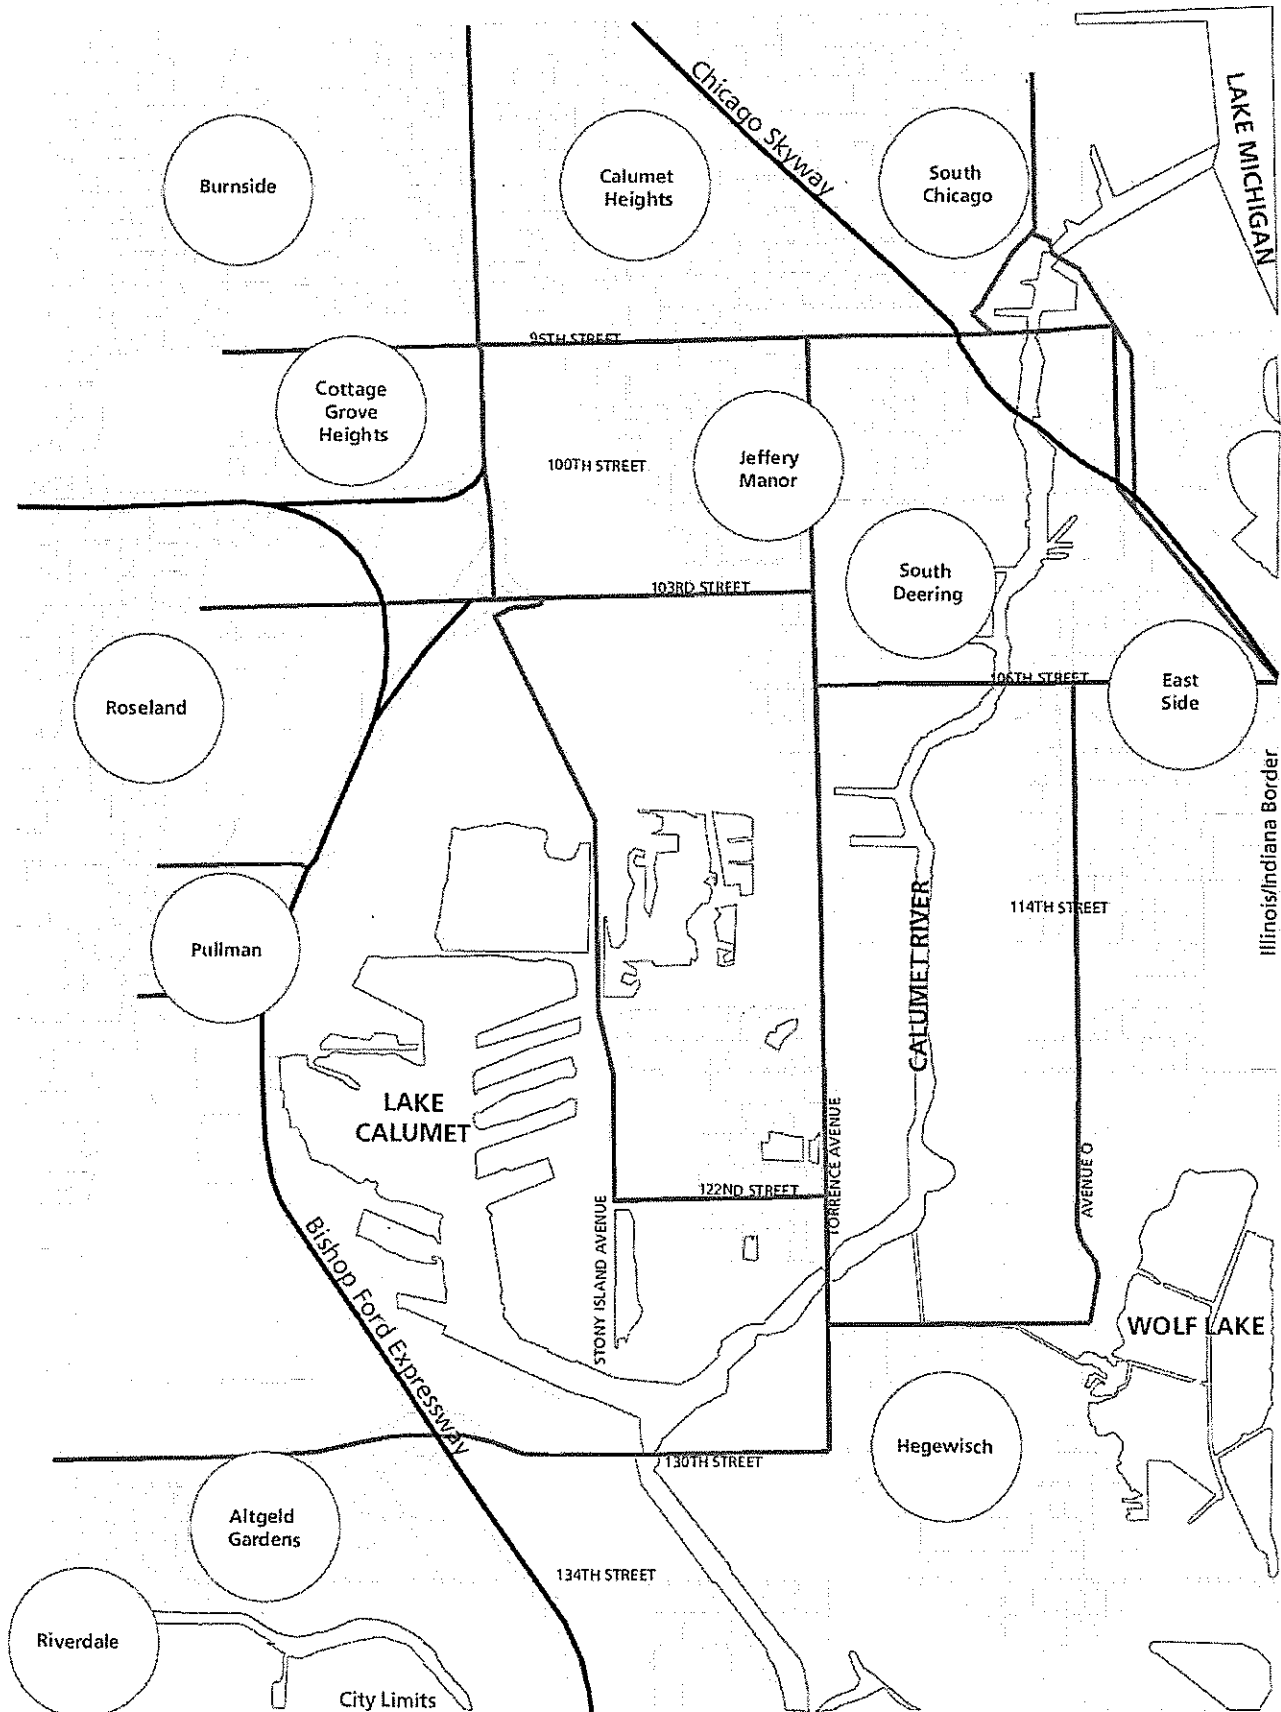 LAKE MICHIGAN
Chicago Skyway
Burnside
Calumet
Heights
South
Chicago
95TH STREET
Cottage
Grove
Heights
100TH STREET
Jeffery
Manor
South
Deering
103RD STREET
106TH STREET
East
Side
Roseland
Illinois/Indiana Border
114TH STREET
CALUMET RIVER
Pullman
LAKE
CALUMET
TORRENCE AVENUE
AVENUE O
122ND STREET
STONY ISLAND AVENUE
Bishop Ford Expressway
WOLF LAKE
Hegewisch
130TH STREET
Altgeld
Gardens
134TH STREET
Riverdale
City Limits